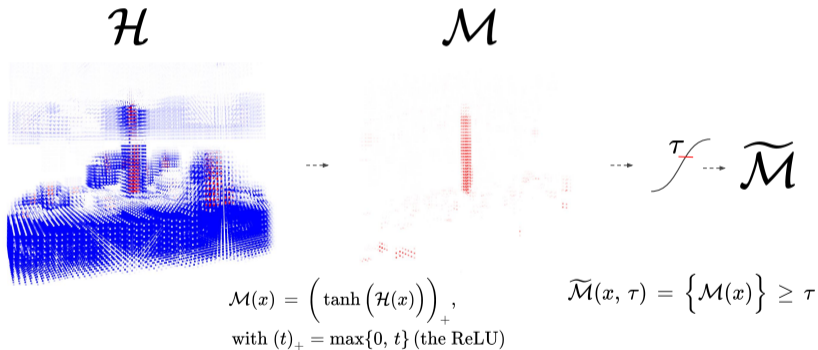 ℋ
ℳ
τ
ℳ̃
ℳ(x) = (tanh(ℋ(x)))₊,
with (t)₊ = max{0, t} (the ReLU)
ℳ̃(x, τ) = {ℳ(x)} ≥ τ